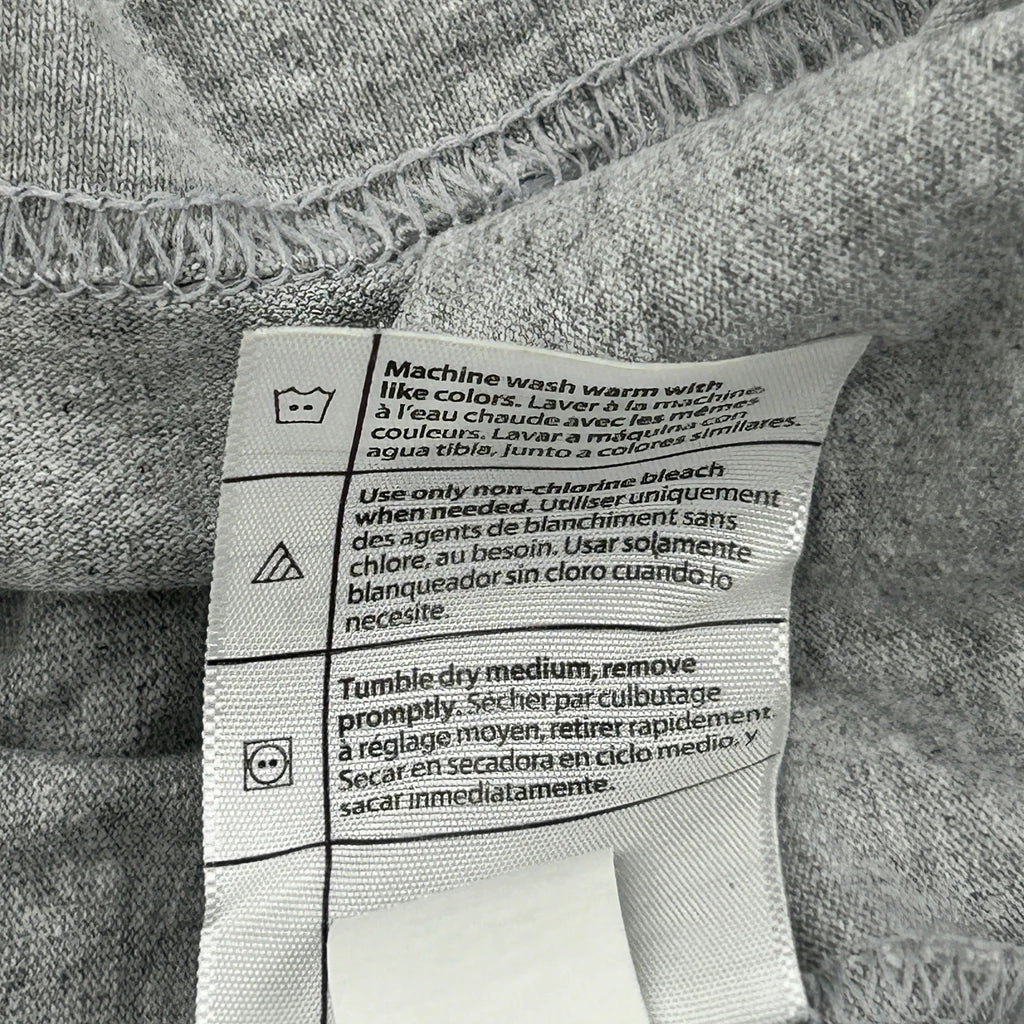 Machine wash warm with
like colors. Laver à la machine
à l'eau chaude avec les mêmes
couleurs. Lavar a máquina con
agua tibia, junto a colores similares.
Use only non-chlorine bleach
when needed. Utiliser uniquement
des agents de blanchiment sans
chlore, au besoin. Usar solamente
blanqueador sin cloro cuando lo
necesite.
Tumble dry medium, remove
promptly. Sécher par culbutage
à réglage moyen, retirer rapidement.
Secar en secadora en ciclo medio, y
sacar inmediatamente.